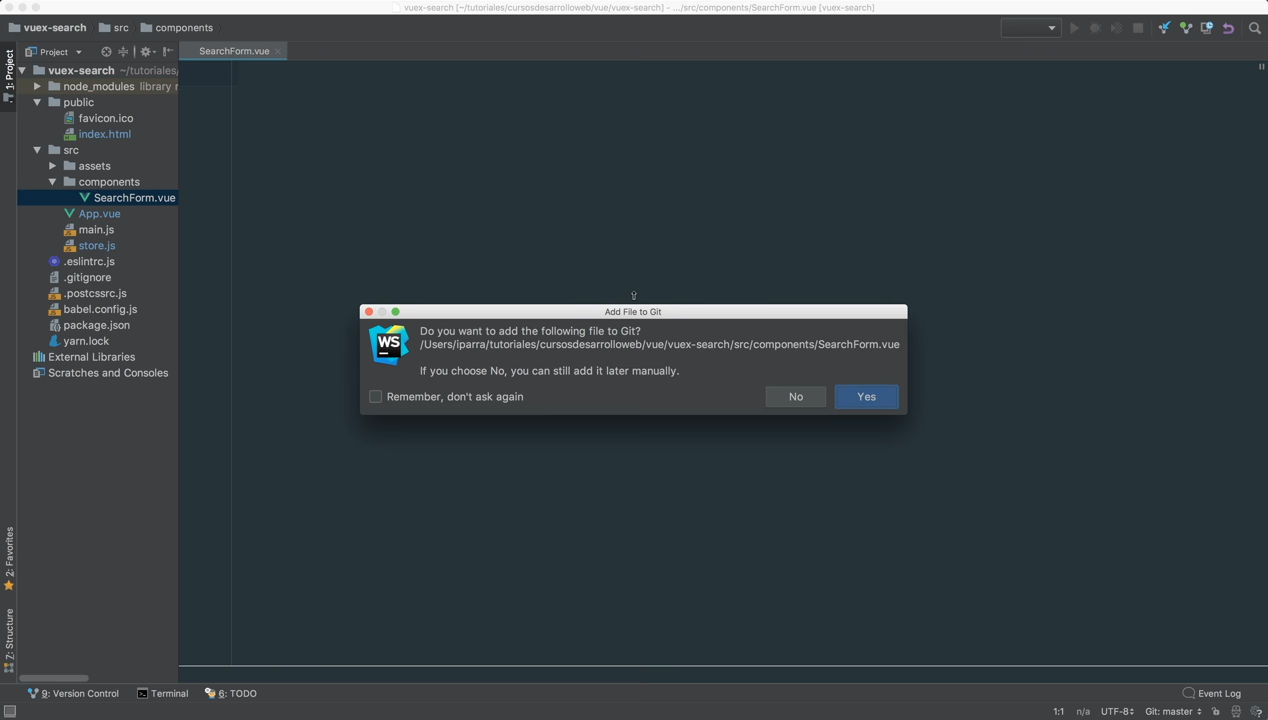 vuex-search [~/tutoriales/cursosdesarrolloweb/vue/vuex-search] - .../src/components/SearchForm.vue [vuex-search]
vuex-search src components
1: Project
Project
SearchForm.vue
vuex-search ~/tutoriales/
node_modules library r
public
favicon.ico
index.html
src
assets
components
SearchForm.vue
App.vue
main.js
store.js
.eslintrc.js
.gitignore
.postcssrc.js
babel.config.js
package.json
yarn.lock
External Libraries
Scratches and Consoles
Add File to Git
WS
Do you want to add the following file to Git?
/Users/iparra/tutoriales/cursosdesarrolloweb/vue/vuex-search/src/components/SearchForm.vue
If you choose No, you can still add it later manually.
Remember, don't ask again
No
Yes
2: Favorites
Z: Structure
9: Version Control
Terminal
6: TODO
Event Log
1:1 n/a UTF-8 Git: master